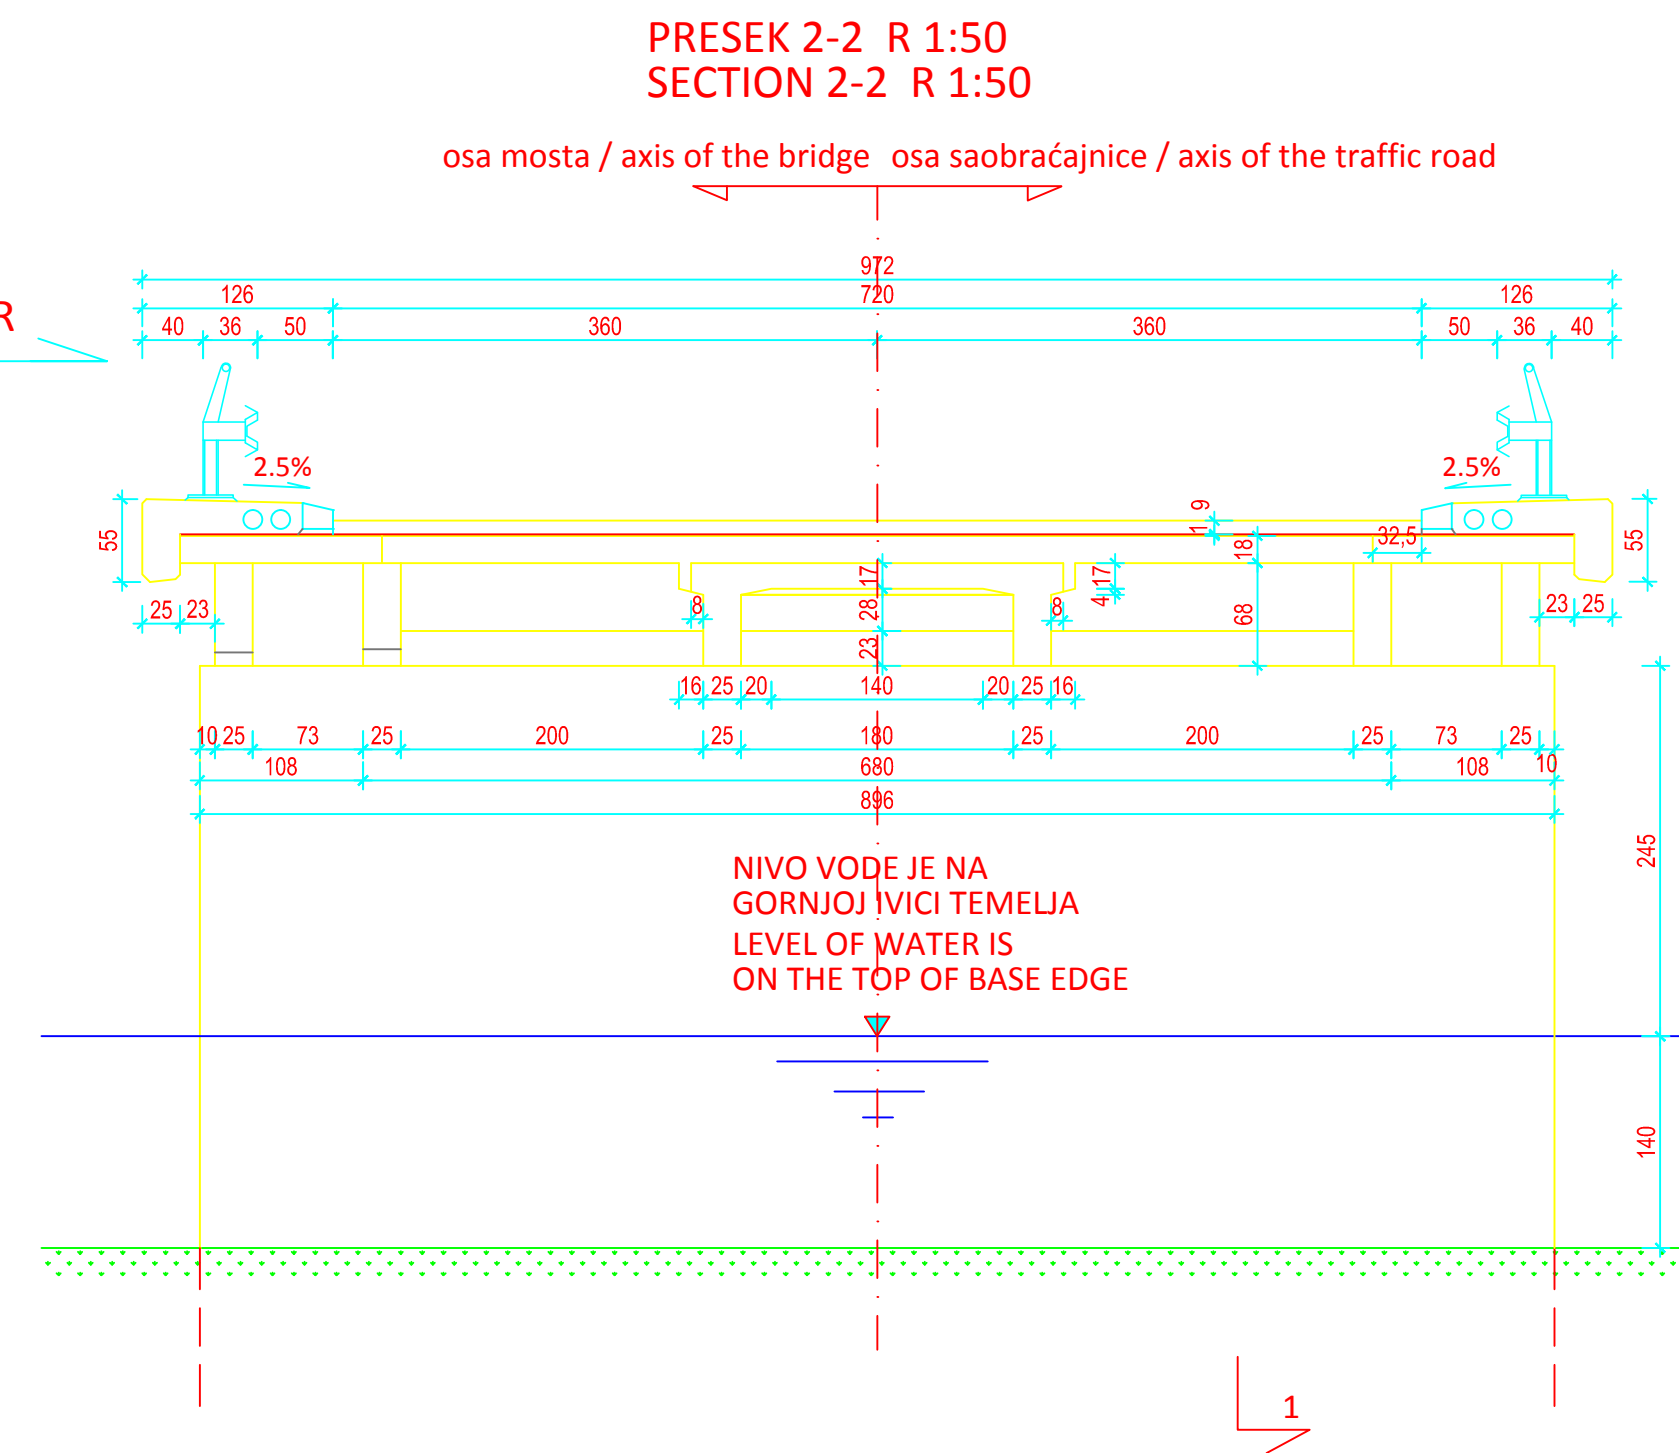 PRESEK 2-2 R 1:50
SECTION 2-2 R 1:50
osa mosta / axis of the bridge osa saobraćajnice / axis of the traffic road
972
126 720 126
R
40 36 50 360 360 50 36 40
2.5% 2.5%
55 1 9 18 32,5 55
17 17
8 28 4 8 68
25 23 23 23 25
16 25 20 140 20 25 16
10 25 73 25 200 25 180 25 200 25 73 25
108 680 108 10
896
245
NIVO VODE JE NA
GORNJOJ IVICI TEMELJA
LEVEL OF WATER IS
ON THE TOP OF BASE EDGE
140
1